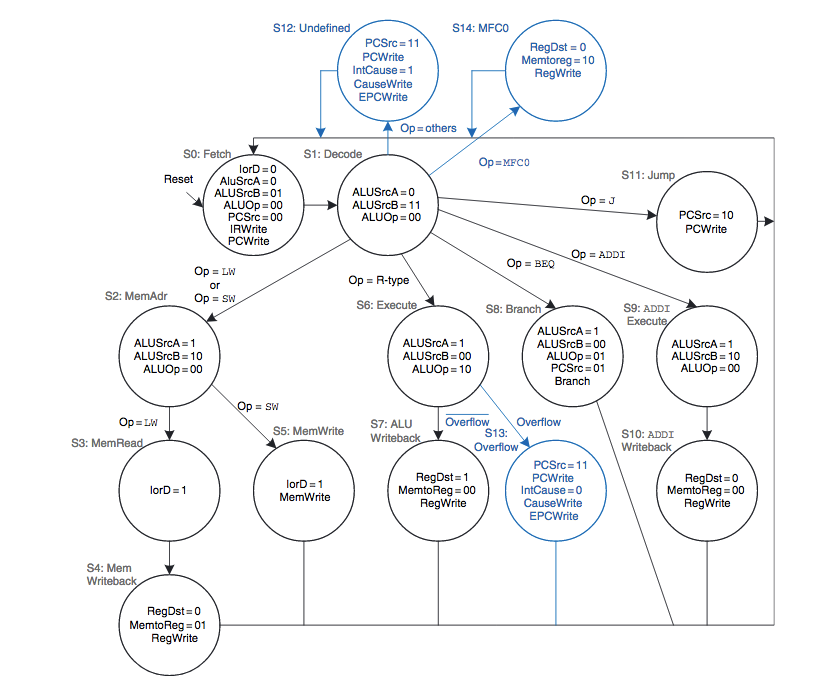 S12: Undefined
PCSrc = 11
PCWrite
IntCause = 1
CauseWrite
EPCWrite
S14: MFC0
RegDst = 0
Memtoreg = 10
RegWrite
Op = others
Op = MFC0
S0: Fetch
Reset
IorD = 0
AluSrcA = 0
ALUSrcB = 01
ALUOp = 00
PCSrc = 00
IRWrite
PCWrite
S1: Decode
ALUSrcA = 0
ALUSrcB = 11
ALUOp = 00
Op = J
S11: Jump
PCSrc = 10
PCWrite
Op = LW
or
Op = SW
Op = R-type
Op = BEQ
Op = ADDI
S2: MemAdr
ALUSrcA = 1
ALUSrcB = 10
ALUOp = 00
S6: Execute
ALUSrcA = 1
ALUSrcB = 00
ALUOp = 10
S8: Branch
ALUSrcA = 1
ALUSrcB = 00
ALUOp = 01
PCSrc = 01
Branch
S9: ADDI
Execute
ALUSrcA = 1
ALUSrcB = 10
ALUOp = 00
Op = LW
Op = SW
Overflow
Overflow
S3: MemRead
IorD = 1
S5: MemWrite
IorD = 1
MemWrite
S7: ALU
Writeback
RegDst = 1
MemtoReg = 00
RegWrite
S13:
Overflow
PCSrc = 11
PCWrite
IntCause = 0
CauseWrite
EPCWrite
S10: ADDI
Writeback
RegDst = 0
MemtoReg = 00
RegWrite
S4: Mem
Writeback
RegDst = 0
MemtoReg = 01
RegWrite